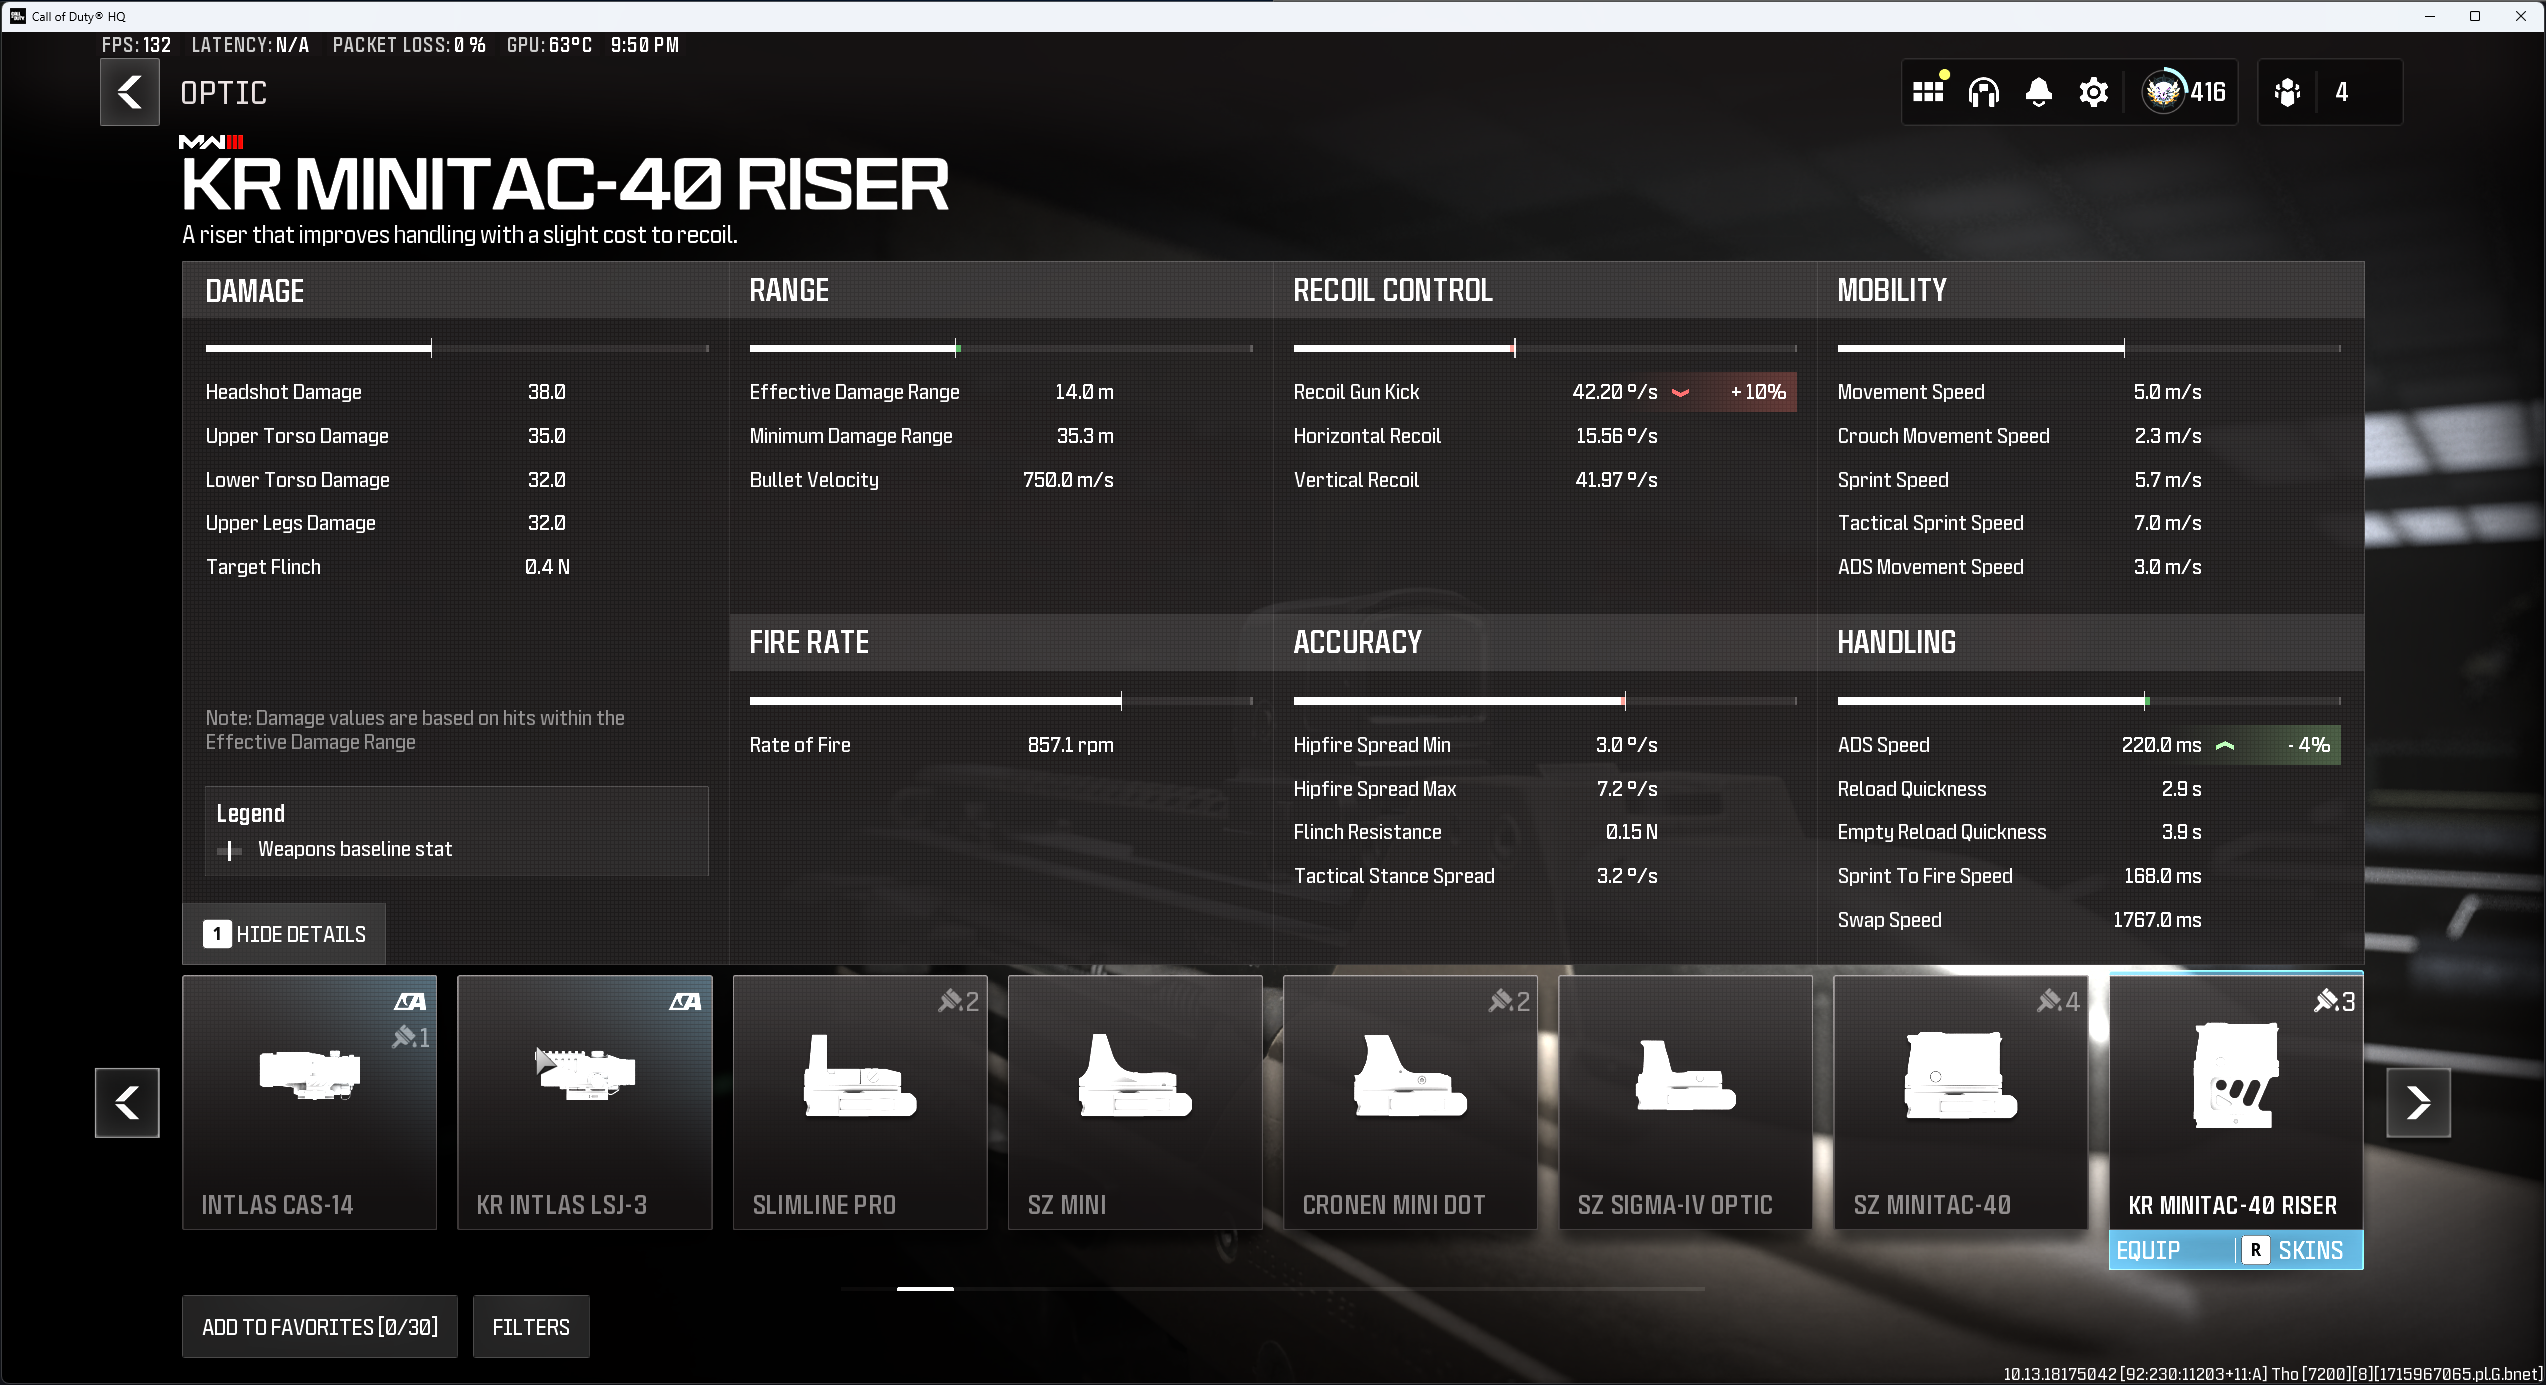 Call of Duty® HQ
FPS: 132 LATENCY: N/A PACKET LOSS: 0 % GPU: 63°C 9:50 PM
OPTIC
416
4
MWIII
KR MINITAC-40 RISER
A riser that improves handling with a slight cost to recoil.
DAMAGE
Headshot Damage 38.0
Upper Torso Damage 35.0
Lower Torso Damage 32.0
Upper Legs Damage 32.0
Target Flinch 0.4 N
Note: Damage values are based on hits within the
Effective Damage Range
Legend
Weapons baseline stat
1 HIDE DETAILS
RANGE
Effective Damage Range 14.0 m
Minimum Damage Range 35.3 m
Bullet Velocity 750.0 m/s
FIRE RATE
Rate of Fire 857.1 rpm
RECOIL CONTROL
Recoil Gun Kick 42.20 º/s + 10%
Horizontal Recoil 15.56 º/s
Vertical Recoil 41.97 º/s
ACCURACY
Hipfire Spread Min 3.0 º/s
Hipfire Spread Max 7.2 º/s
Flinch Resistance 0.15 N
Tactical Stance Spread 3.2 º/s
MOBILITY
Movement Speed 5.0 m/s
Crouch Movement Speed 2.3 m/s
Sprint Speed 5.7 m/s
Tactical Sprint Speed 7.0 m/s
ADS Movement Speed 3.0 m/s
HANDLING
ADS Speed 220.0 ms - 4%
Reload Quickness 2.9 s
Empty Reload Quickness 3.9 s
Sprint To Fire Speed 168.0 ms
Swap Speed 1767.0 ms
1
INTLAS CAS-14
KR INTLAS LSJ-3
2
SLIMLINE PRO
SZ MINI
2
CRONEN MINI DOT
SZ SIGMA-IV OPTIC
4
SZ MINITAC-40
3
KR MINITAC-40 RISER
EQUIP R SKINS
ADD TO FAVORITES [0/30]
FILTERS
10.13.18175042 [92:230:11203+11:A] Tho [7200][8][1715967065.pl.G.bnet]